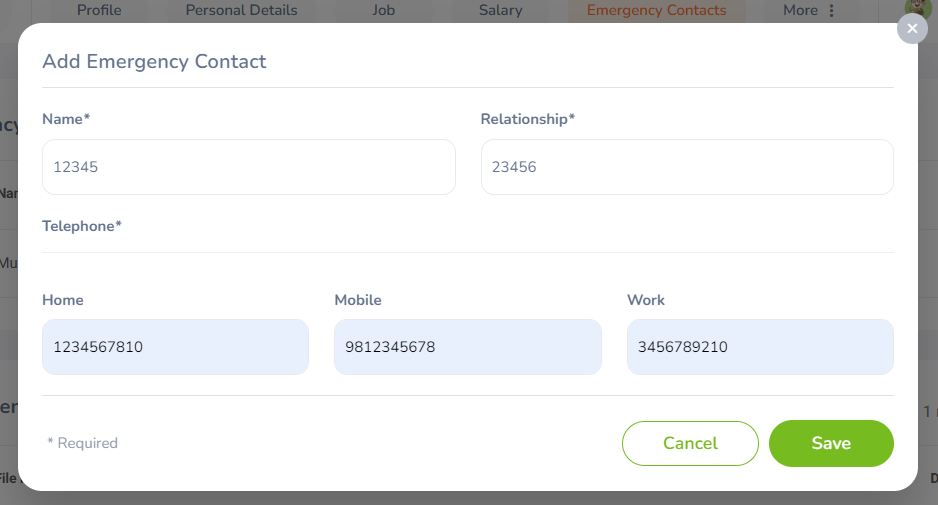 Profile Personal Details Job Salary Emergency Contacts More
Add Emergency Contact
Name* Relationship*
12345 23456
Telephone*
Home Mobile Work
1234567810 9812345678 3456789210
* Required Cancel Save